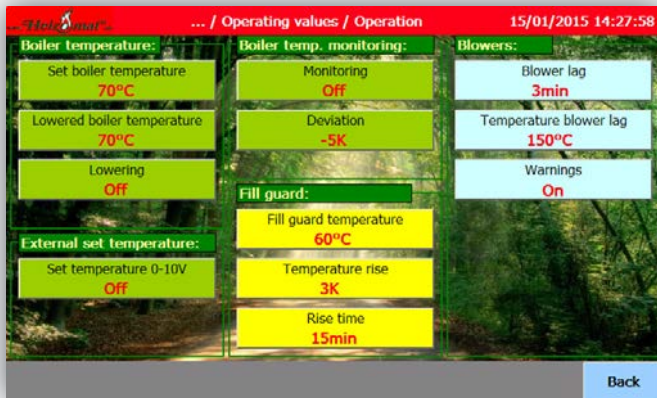 Heizomat
... / Operating values / Operation
15/01/2015 14:27:58
Boiler temperature:
Set boiler temperature
70°C
Lowered boiler temperature
70°C
Lowering
Off
External set temperature:
Set temperature 0-10V
Off
Boiler temp. monitoring:
Monitoring
Off
Deviation
-5K
Fill guard:
Fill guard temperature
60°C
Temperature rise
3K
Rise time
15min
Blowers:
Blower lag
3min
Temperature blower lag
150°C
Warnings
On
Back